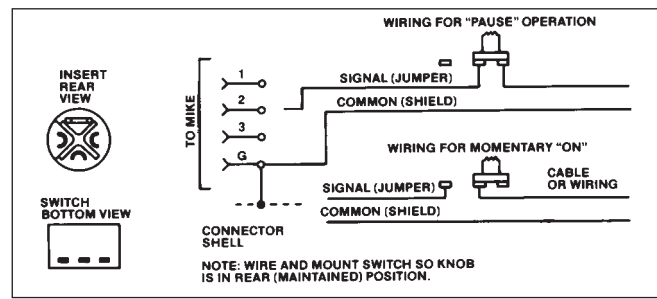 WIRING FOR "PAUSE" OPERATION
INSERT
REAR
VIEW
TO MIKE
1
2
3
G
SIGNAL (JUMPER)
COMMON (SHIELD)
WIRING FOR MOMENTARY "ON"
SIGNAL (JUMPER)
CABLE
OR WIRING
COMMON (SHIELD)
SWITCH
BOTTOM VIEW
CONNECTOR
SHELL
NOTE: WIRE AND MOUNT SWITCH SO KNOB
IS IN REAR (MAINTAINED) POSITION.